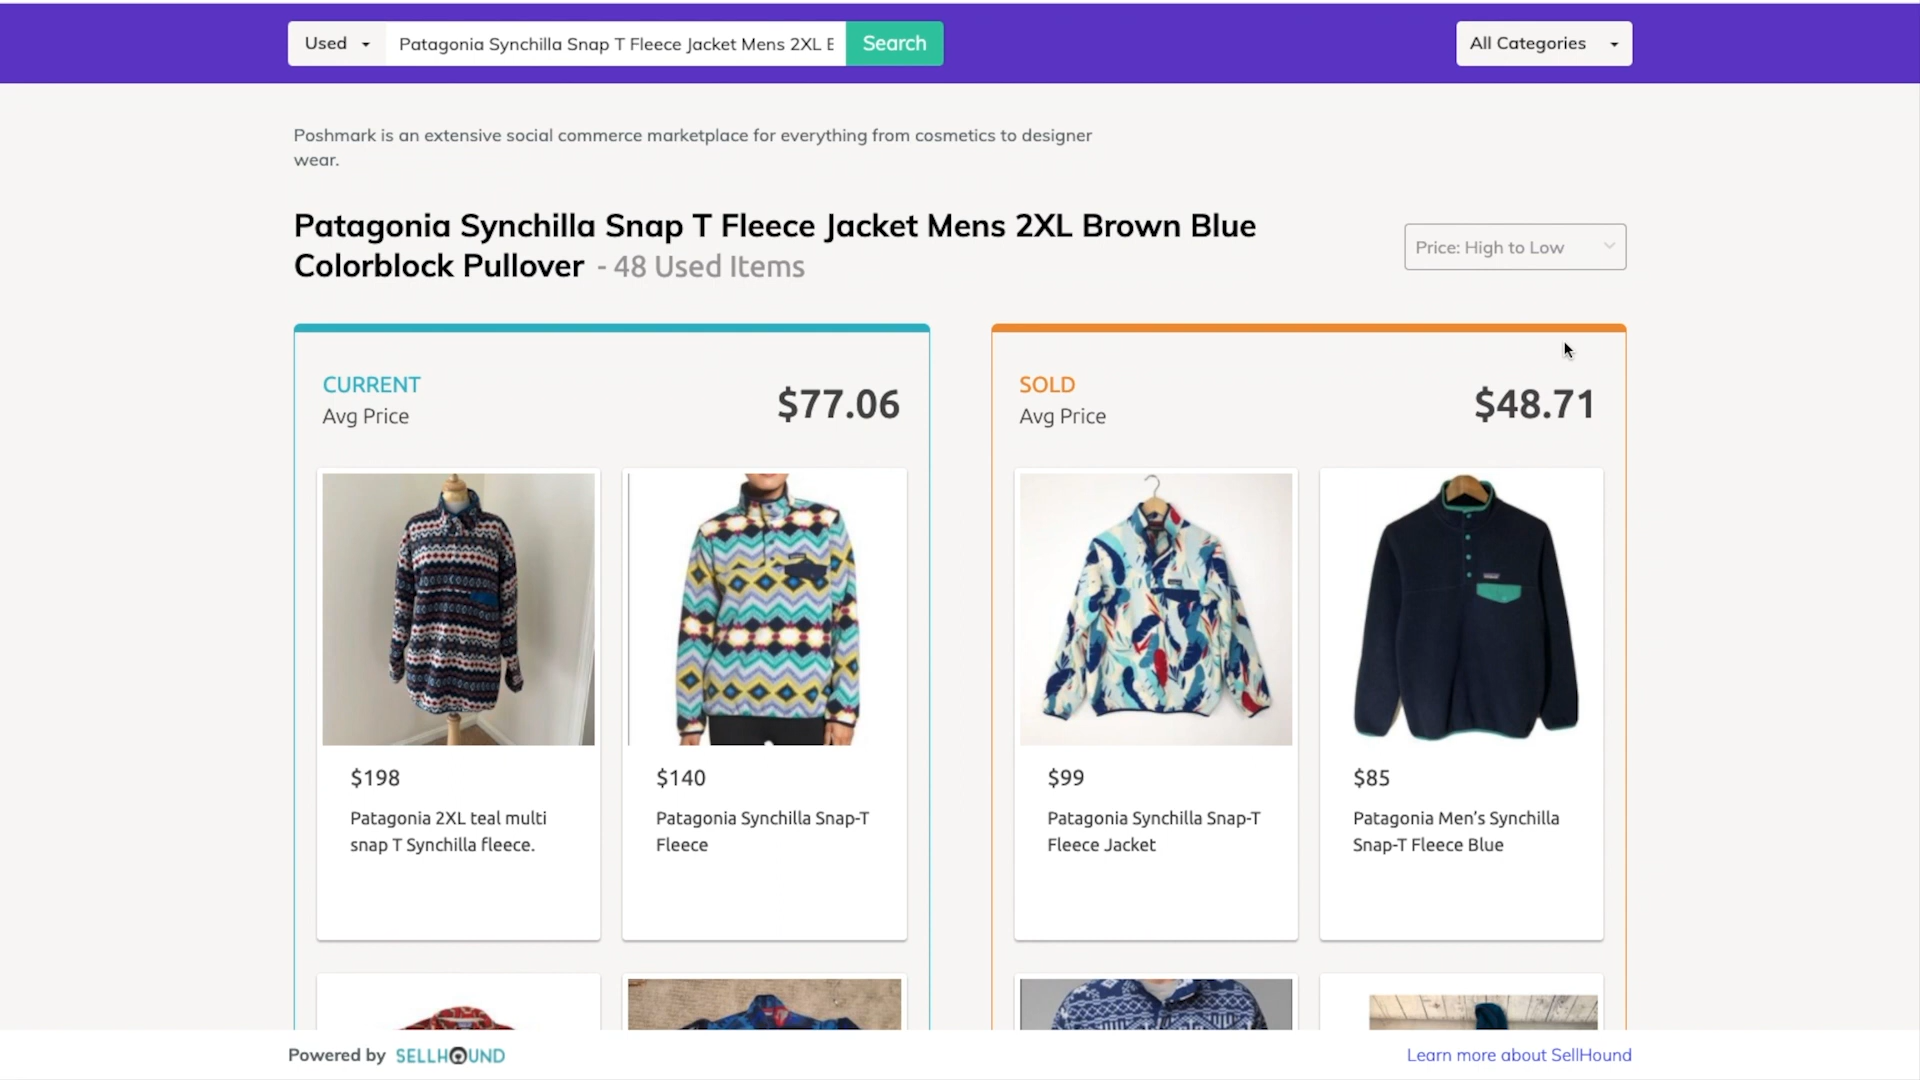 Used
Patagonia Synchilla Snap T Fleece Jacket Mens 2XL E
Search
All Categories
Poshmark is an extensive social commerce marketplace for everything from cosmetics to designer
wear.
Patagonia Synchilla Snap T Fleece Jacket Mens 2XL Brown Blue
Colorblock Pullover - 48 Used Items
Price: High to Low
CURRENT
Avg Price
$77.06
SOLD
Avg Price
$48.71
$198
Patagonia 2XL teal multi
snap T Synchilla fleece.
$140
Patagonia Synchilla Snap-T
Fleece
$99
Patagonia Synchilla Snap-T
Fleece Jacket
$85
Patagonia Men’s Synchilla
Snap-T Fleece Blue
Powered by SELLHOUND
Learn more about SellHound